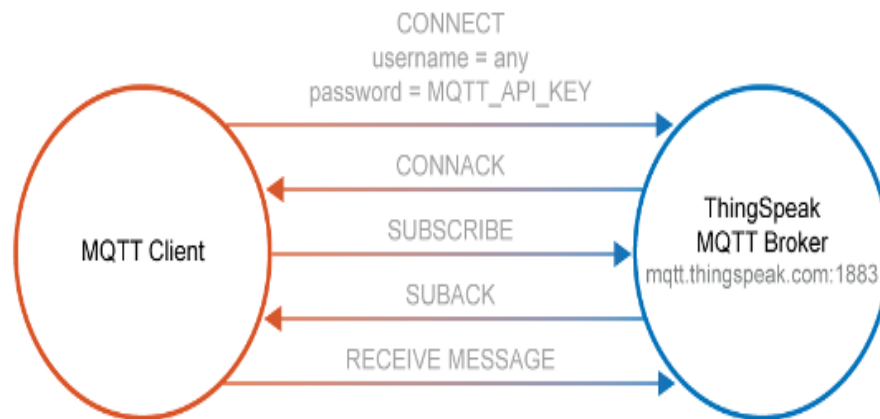 CONNECT
username = any
password = MQTT_API_KEY
CONNACK
SUBSCRIBE
SUBACK
RECEIVE MESSAGE
MQTT Client
ThingSpeak
MQTT Broker
mqtt.thingspeak.com:1883